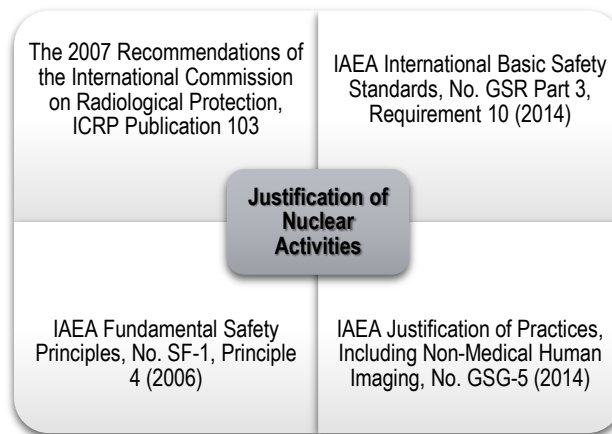 The 2007 Recommendations of
the International Commission
on Radiological Protection,
ICRP Publication 103
IAEA International Basic Safety
Standards, No. GSR Part 3,
Requirement 10 (2014)
Justification of
Nuclear
Activities
IAEA Fundamental Safety
Principles, No. SF-1, Principle
4 (2006)
IAEA Justification of Practices,
Including Non-Medical Human
Imaging, No. GSG-5 (2014)